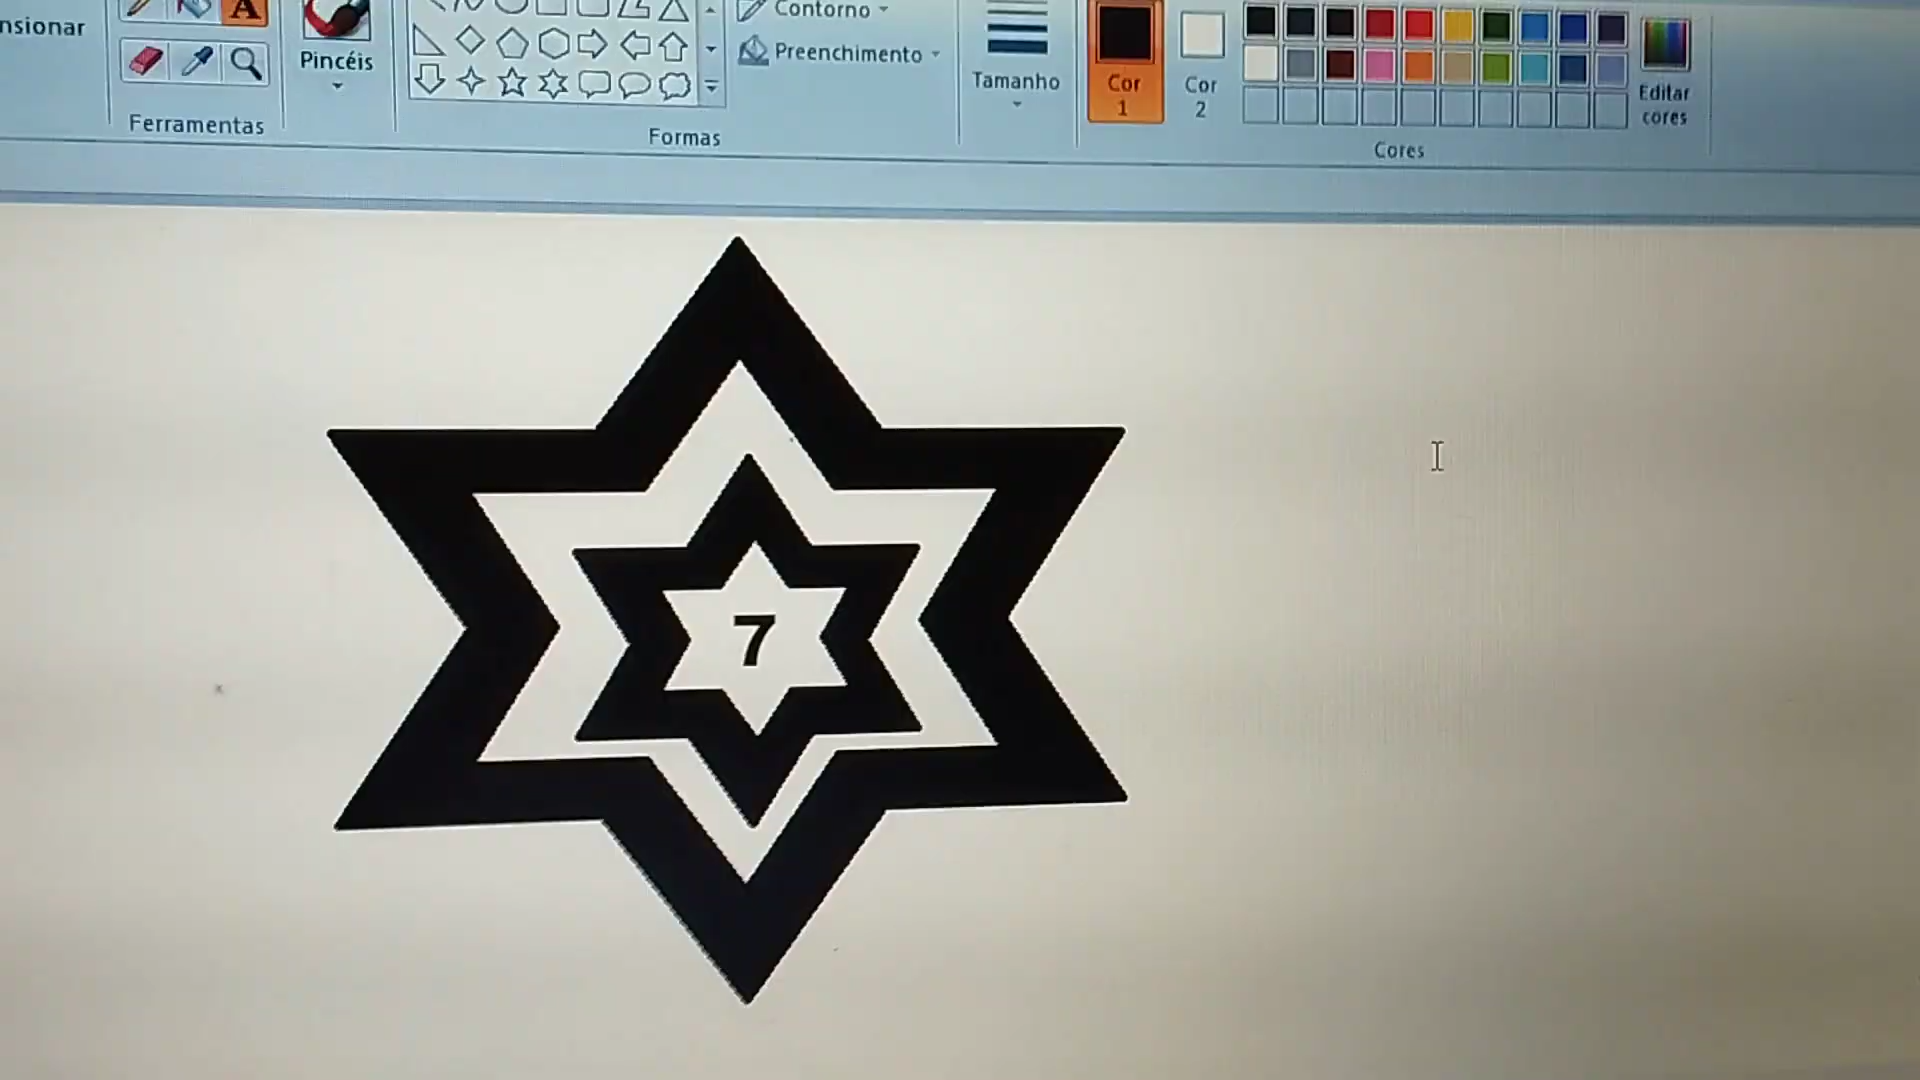 nsionar
A
Ferramentas
Pincéis
Formas
Contorno
Preenchimento
Tamanho
Cor
1
Cor
2
Cores
Editar
cores
7